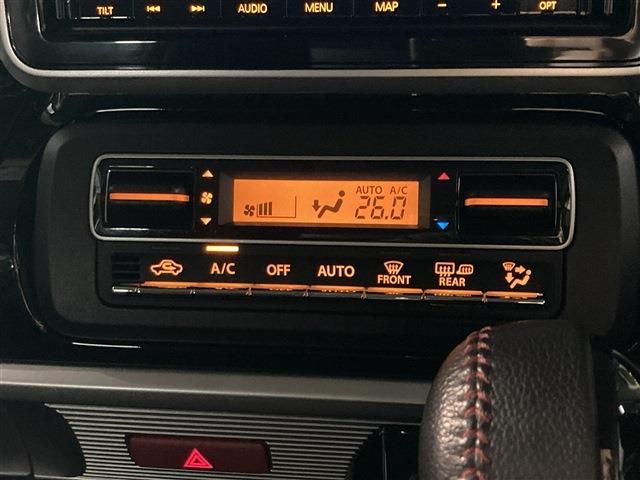 TILT AUDIO MENU MAP − + OPT
AUTO A/C
26.0
A/C OFF AUTO FRONT REAR